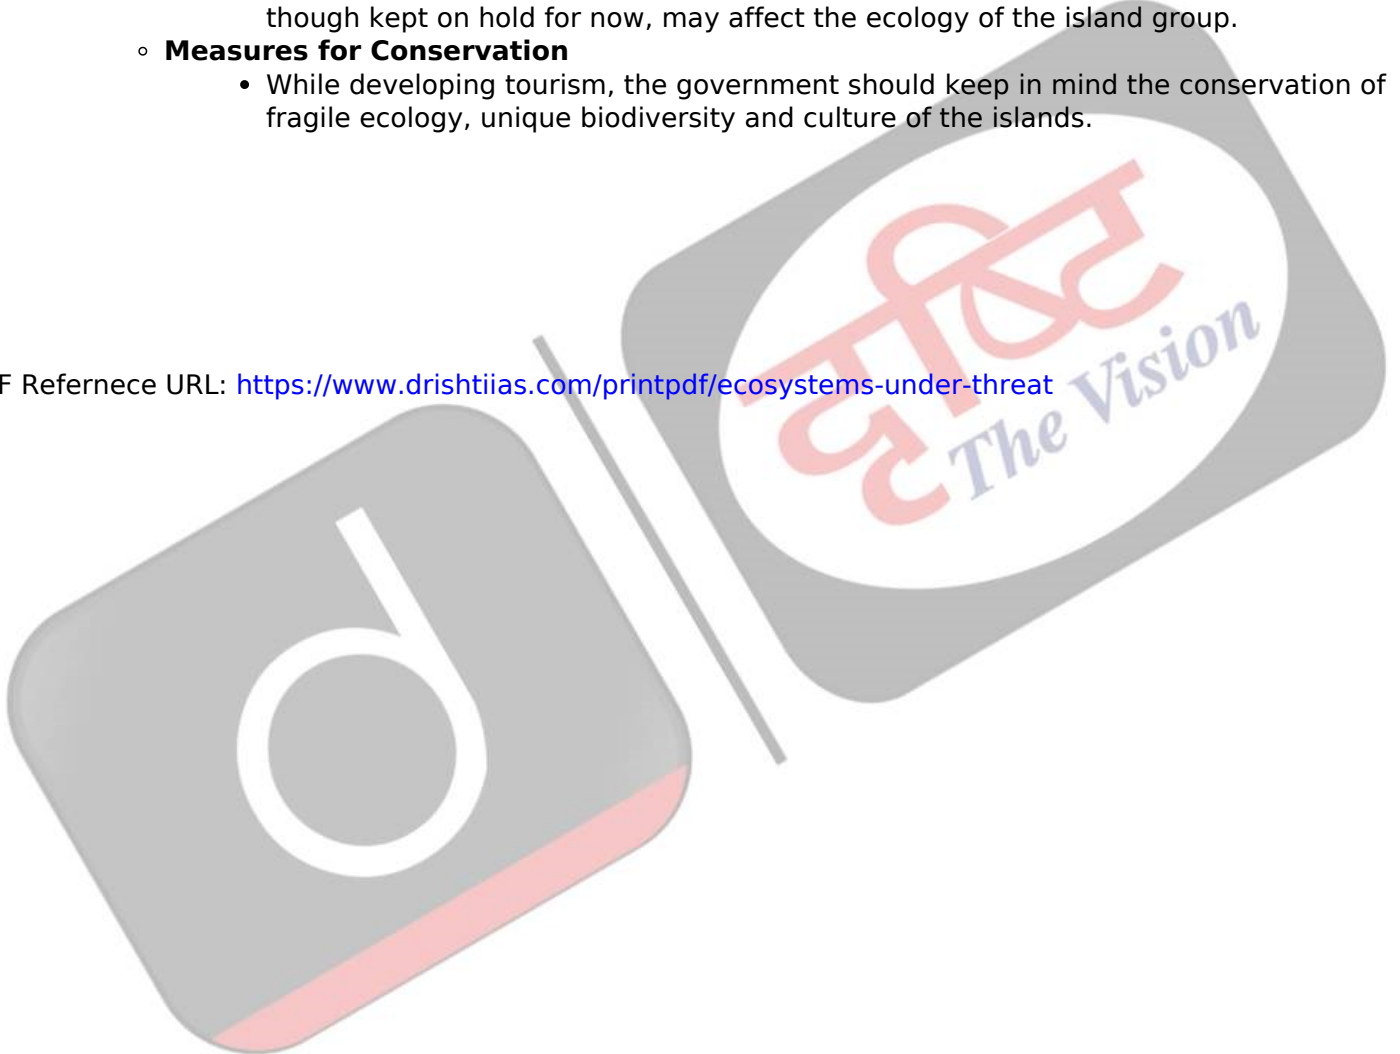 though kept on hold for now, may affect the ecology of the island group.
Measures for Conservation
While developing tourism, the government should keep in mind the conservation of
fragile ecology, unique biodiversity and culture of the islands.
F Refernece URL: https://www.drishtiias.com/printpdf/ecosystems-under-threat
दृष्टि
The Vision
d